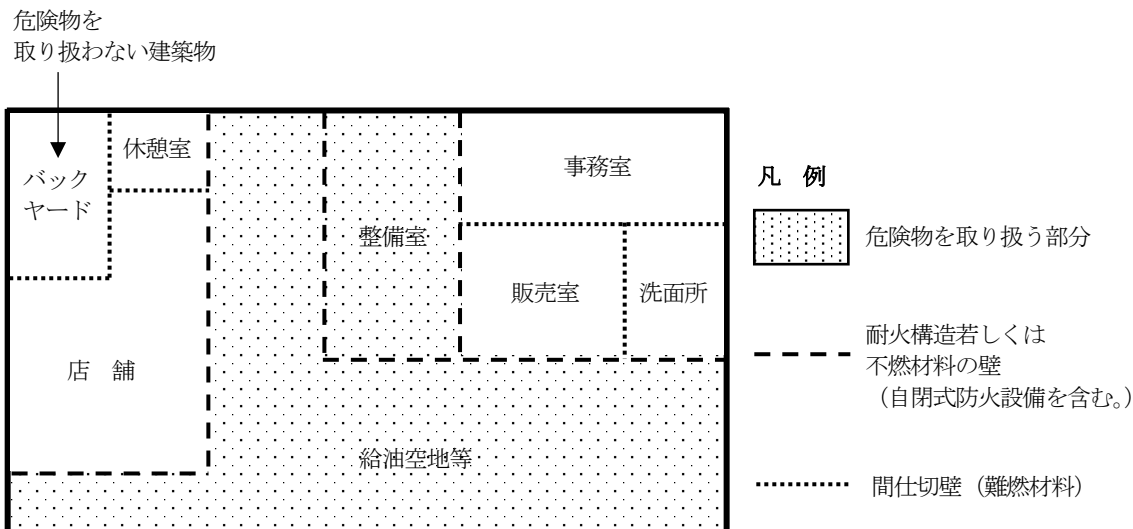 危険物を
取り扱わない建築物
バック
ヤード
休憩室
店 舗
整備室
事務室
販売室
洗面所
給油空地等
凡 例
危険物を取り扱う部分
耐火構造若しくは
不燃材料の壁
（自閉式防火設備を含む。）
間仕切壁（難燃材料）